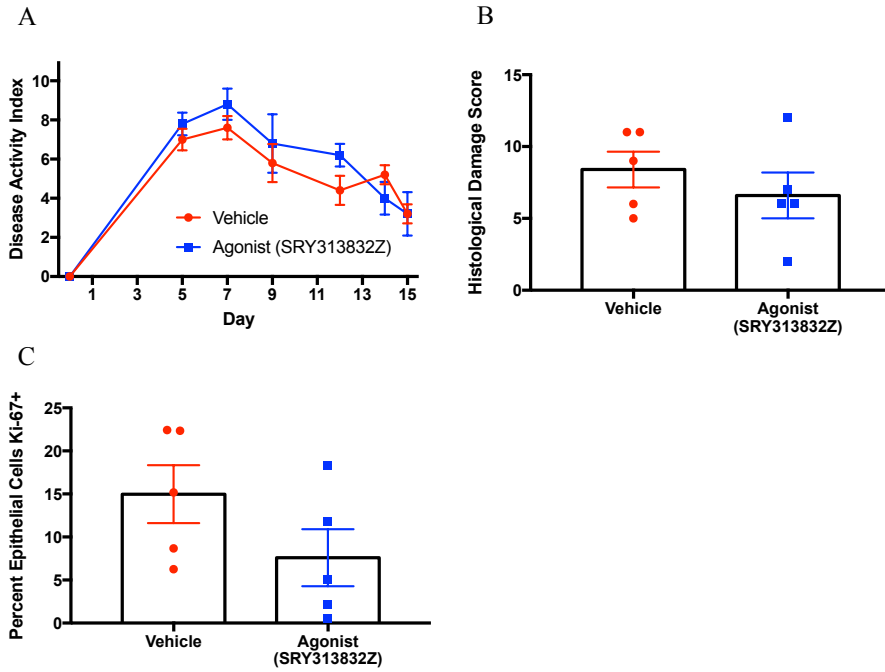 A
Disease Activity Index
10
8
6
4
2
0
Vehicle
Agonist (SRY313832Z)
1 3 5 7 9 11 13 15
Day
B
Histological Damage Score
15
10
5
0
Vehicle
Agonist
(SRY313832Z)
C
Percent Epithelial Cells Ki-67+
25
20
15
10
5
0
Vehicle
Agonist
(SRY313832Z)